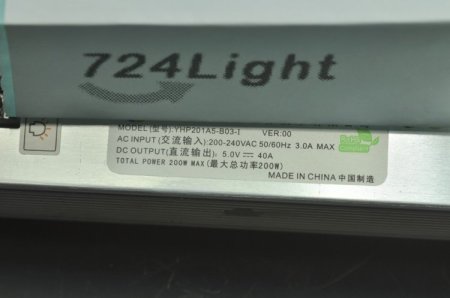 724Light
MODEL (型号):YHP201A5-B03-I VER:00
AC INPUT(交流输入):200-240VAC 50/60Hz 3.0A MAX
DC OUTPUT(直流输出): 5.0V ⎓ 40A
TOTAL POWER 200W MAX(最大总功率200W)
MADE IN CHINA 中国制造